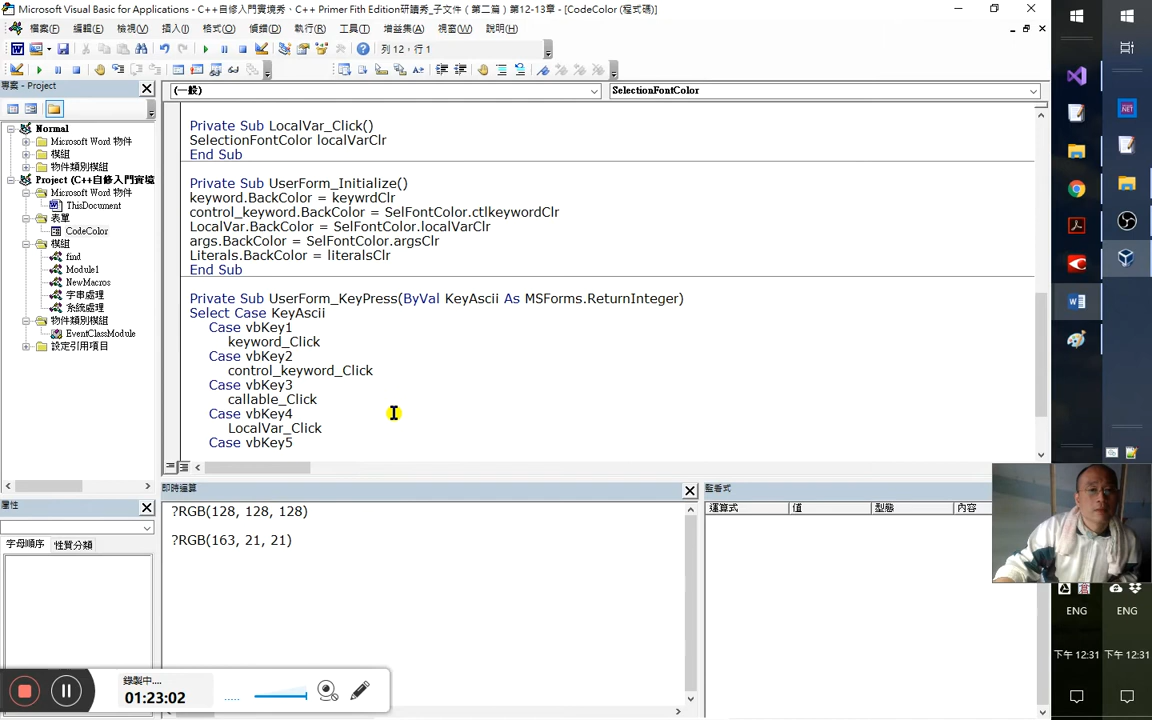 Microsoft Visual Basic for Applications - C++自修入門實境秀、C++ Primer Fith Edition研讀秀_子文件 ( 第二篇 ) 第12-13章 - [CodeColor (程式碼)]
檔案(F) 編輯(E) 檢視(V) 插入(I) 格式(O) 偵錯(D) 執行(R) 工具(T) 增益集(A) 視窗(W) 說明(H)
列 12, 行 1
專案 - Project
(一般)
SelectionFontColor
Normal
Microsoft Word 物件
模組
物件類別模組
Project (C++自修入門實境
Microsoft Word 物件
ThisDocument
表單
CodeColor
模組
find
Module1
NewMacros
字串處理
系統處理
物件類別模組
EventClassModule
設定引用項目
Private Sub LocalVar_Click()
SelectionFontColor localVarClr
End Sub
Private Sub UserForm_Initialize()
keyword.BackColor = keywrdClr
control_keyword.BackColor = SelFontColor.ctlkeywordClr
LocalVar.BackColor = SelFontColor.localVarClr
args.BackColor = SelFontColor.argsClr
Literals.BackColor = literalsClr
End Sub
Private Sub UserForm_KeyPress(ByVal KeyAscii As MSForms.ReturnInteger)
Select Case KeyAscii
Case vbKey1
keyword_Click
Case vbKey2
control_keyword_Click
Case vbKey3
callable_Click
Case vbKey4
LocalVar_Click
Case vbKey5
屬性
字母順序 性質分類
即時運算
?RGB(128, 128, 128)
?RGB(163, 21, 21)
監看式
運算式 值 型態 內容
錄製中....
01:23:02
ENG ENG
下午 12:31 下午 12:31